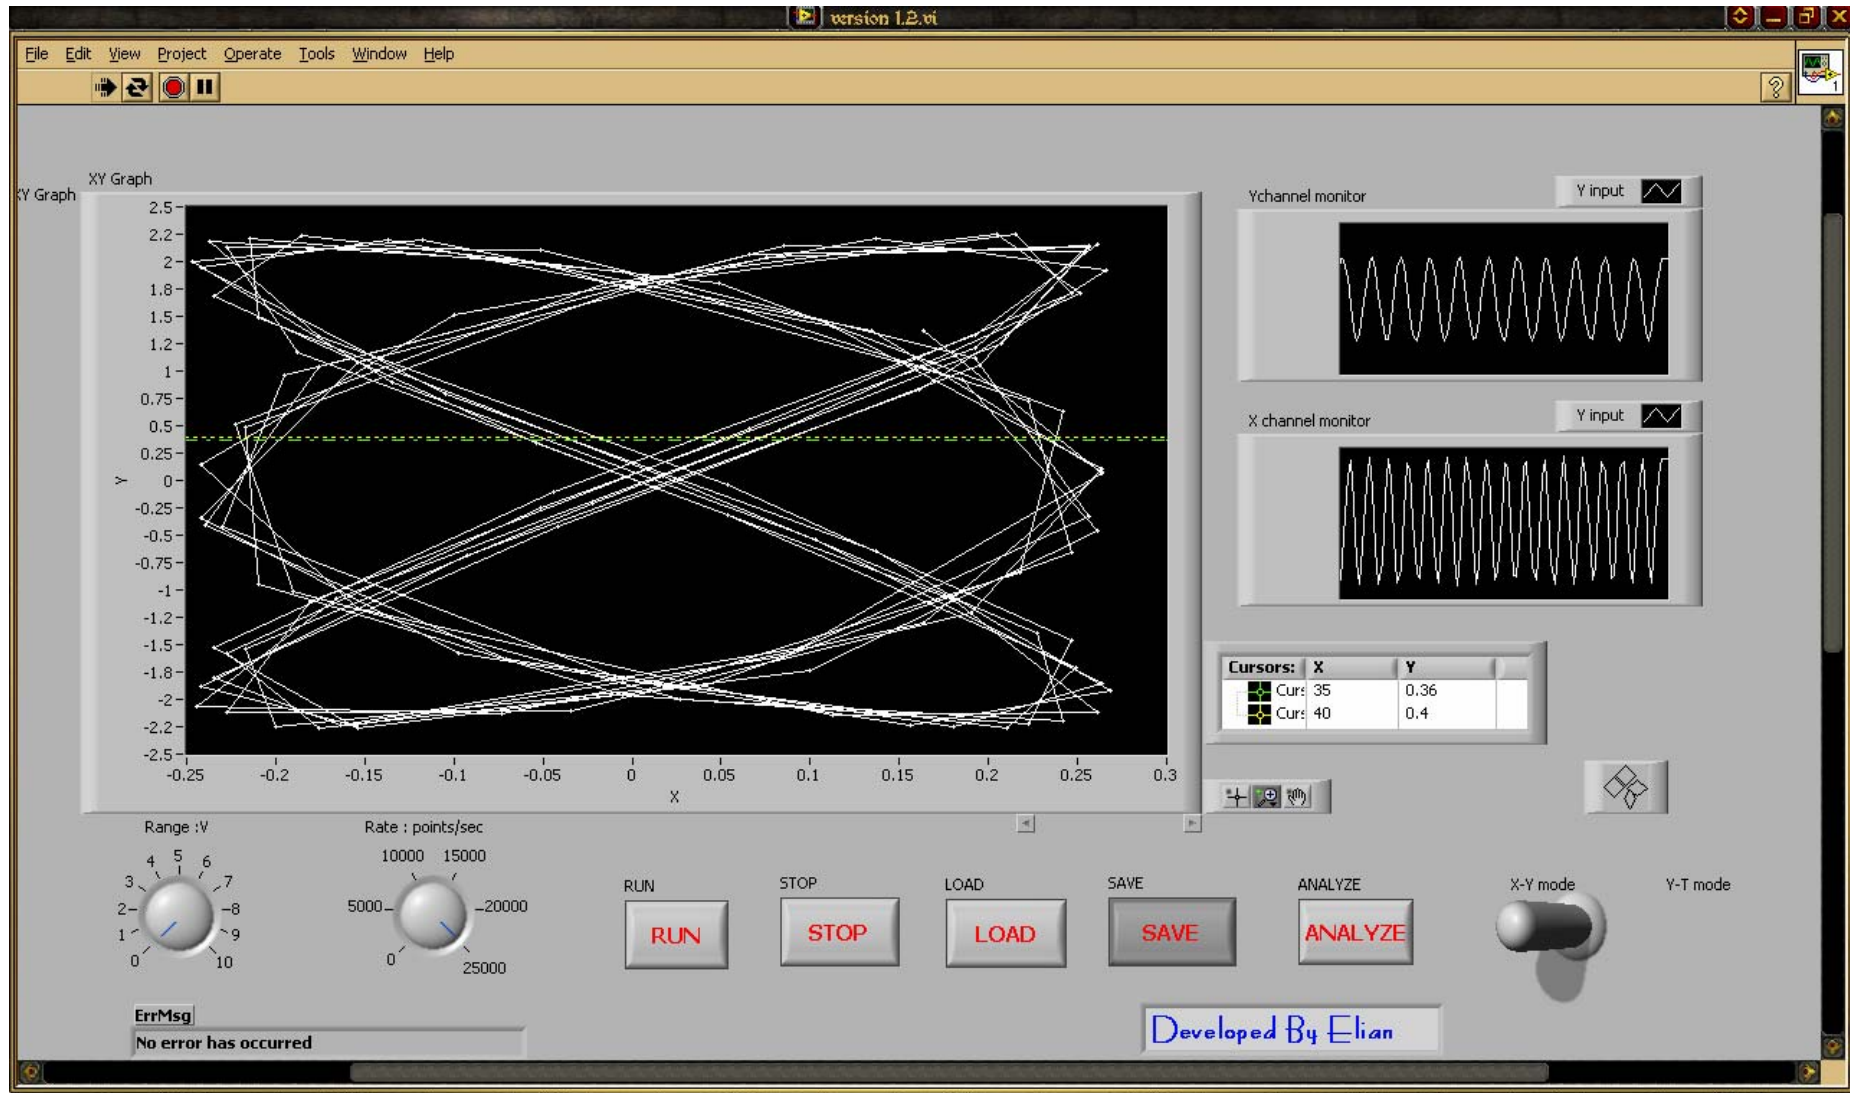 version 1.2.vi
File Edit View Project Operate Tools Window Help
1
XY Graph
XY Graph
2.5
2.2
2
1.8
1.5
1.2
1
0.75
0.5
0.25
0
-0.25
-0.5
-0.75
-1
-1.2
-1.5
-1.8
-2
-2.2
-2.5
Y
-0.25 -0.2 -0.15 -0.1 -0.05 0 0.05 0.1 0.15 0.2 0.25 0.3
X
Ychannel monitor
Y input
X channel monitor
Y input
Cursors: X Y
Curs 35 0.36
Curs 40 0.4
Range :V
0 1 2 3 4 5 6 7 8 9 10
Rate : points/sec
0 5000 10000 15000 20000 25000
RUN
RUN
STOP
STOP
LOAD
LOAD
SAVE
SAVE
ANALYZE
ANALYZE
X-Y mode Y-T mode
ErrMsg
No error has occurred
Developed By Elian